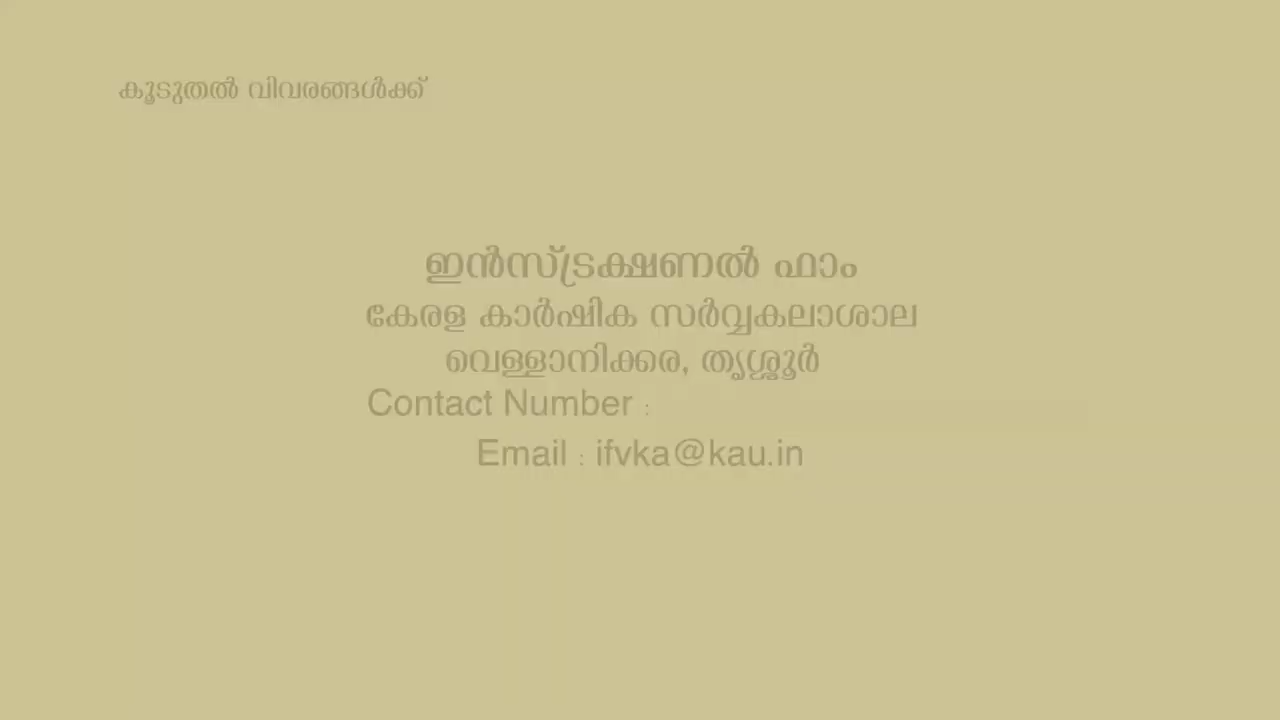 കൂടുതൽ വിവരങ്ങൾക്ക്
ഇൻസ്ട്രക്ഷണൽ ഫാം
കേരള കാർഷിക സർവ്വകലാശാല
വെള്ളാനിക്കര, തൃശ്ശൂർ
Contact Number :
Email : ifvka@kau.in